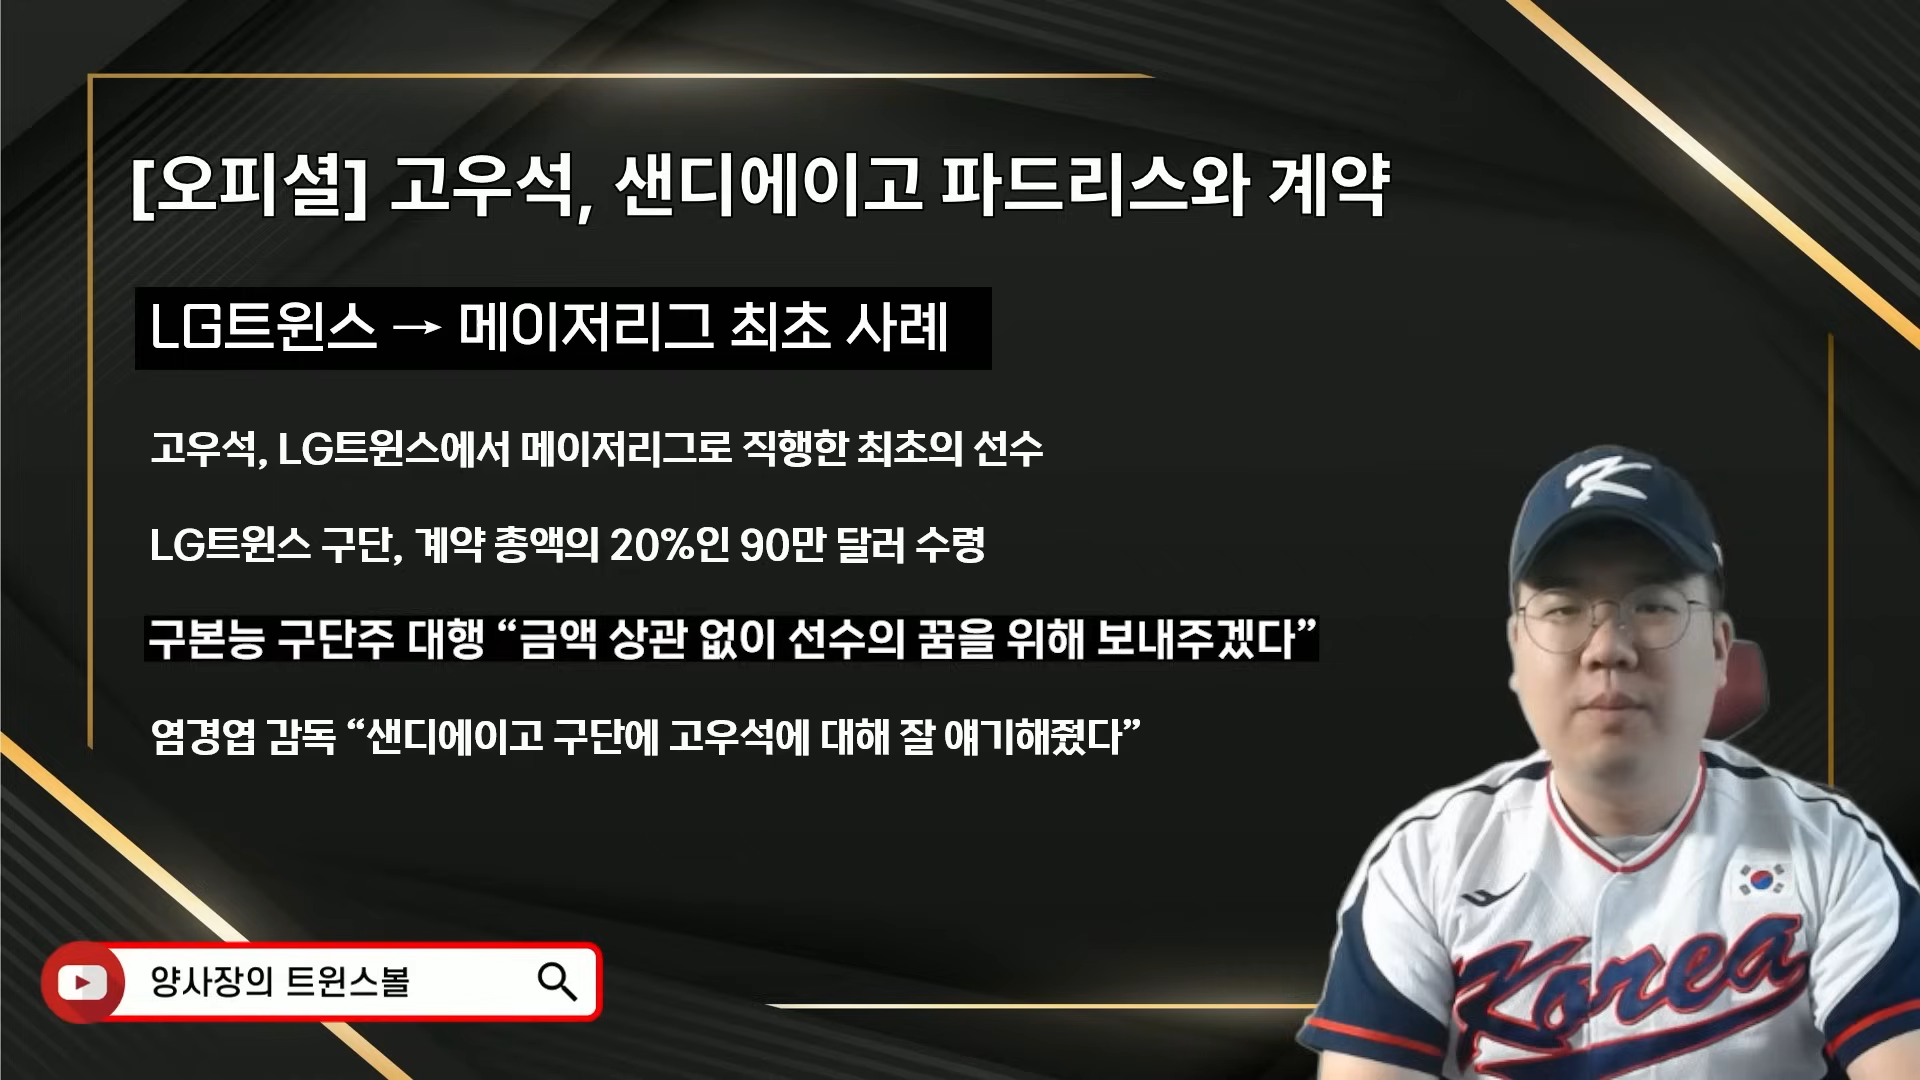 [오피셜] 고우석, 샌디에이고 파드리스와 계약
LG트윈스 → 메이저리그 최초 사례
고우석, LG트윈스에서 메이저리그로 직행한 최초의 선수
LG트윈스 구단, 계약 총액의 20%인 90만 달러 수령
구본능 구단주 대행 “금액 상관 없이 선수의 꿈을 위해 보내주겠다”
염경엽 감독 “샌디에이고 구단에 고우석에 대해 잘 얘기해줬다”
양사장의 트윈스볼
K
Korea